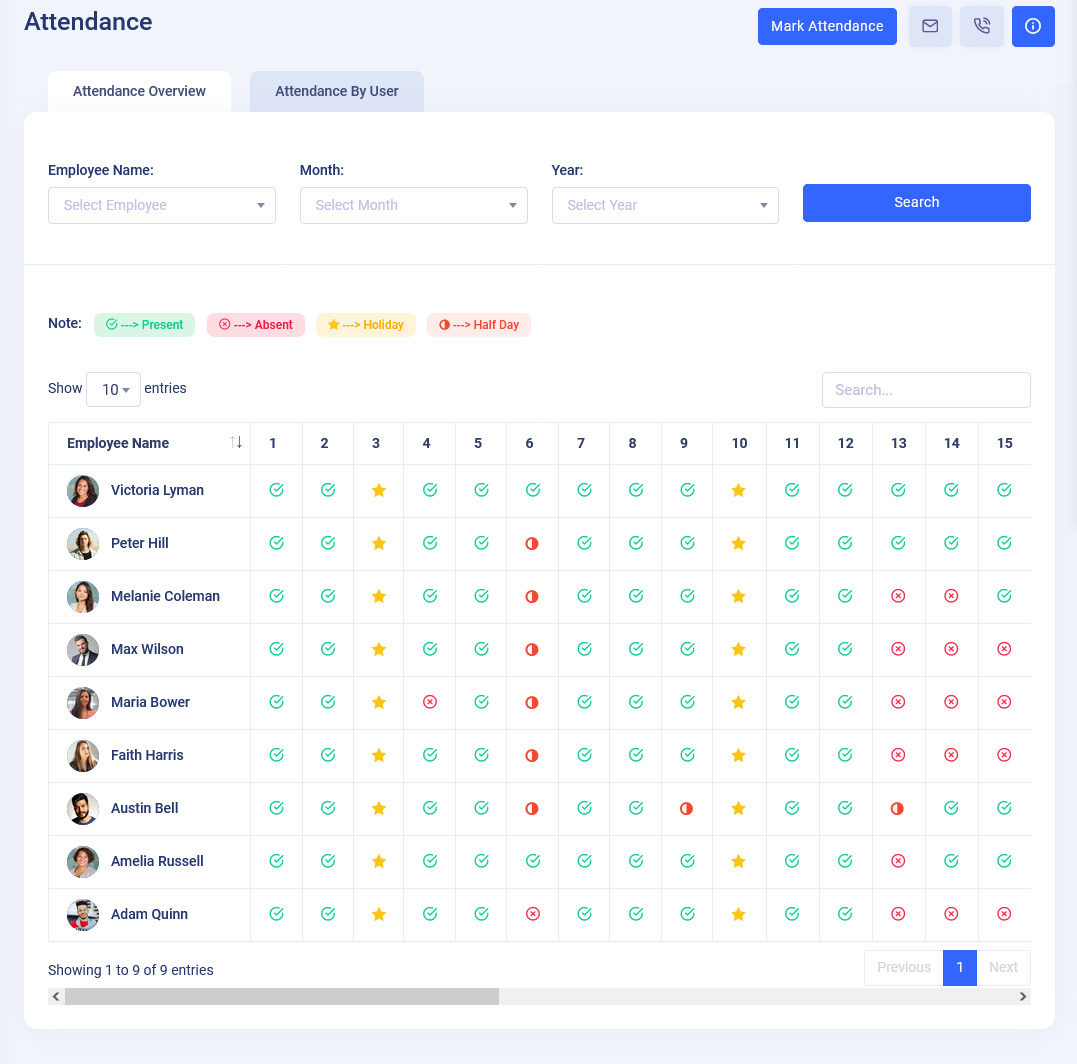 Attendance
Mark Attendance
Attendance Overview
Attendance By User
Employee Name:
Month:
Year:
Select Employee
Select Month
Select Year
Search
Note:
---> Present
---> Absent
---> Holiday
---> Half Day
Show 10 entries
Search...
Employee Name 1 2 3 4 5 6 7 8 9 10 11 12 13 14 15
Victoria Lyman
Peter Hill
Melanie Coleman
Max Wilson
Maria Bower
Faith Harris
Austin Bell
Amelia Russell
Adam Quinn
Showing 1 to 9 of 9 entries
Previous 1 Next